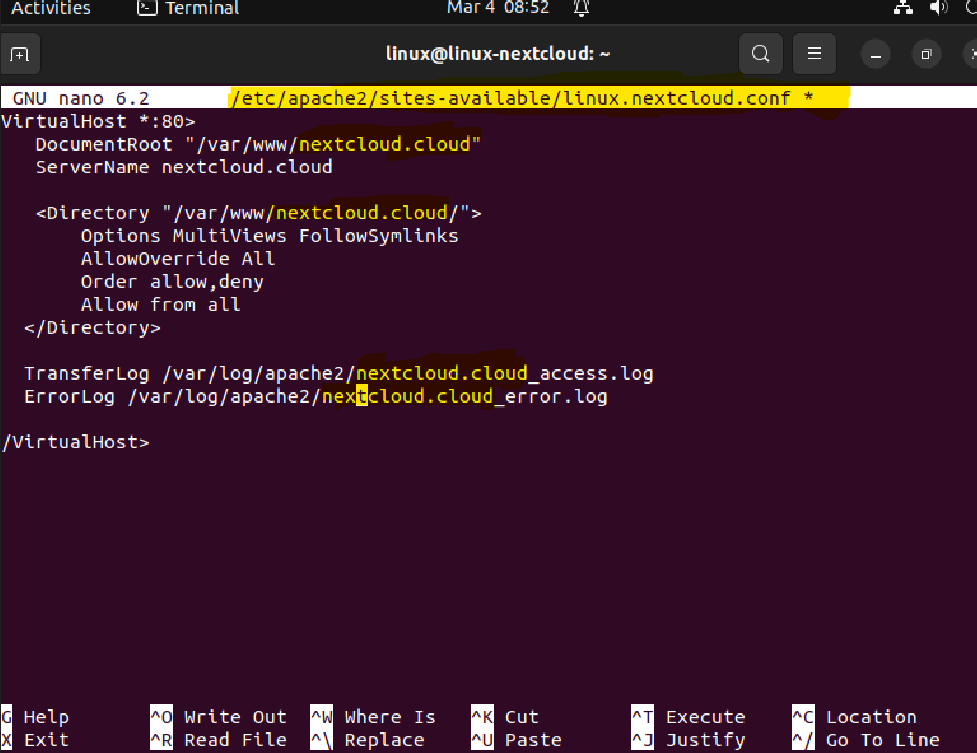 Activities Terminal Mar 4 08:52
linux@linux-nextcloud: ~
GNU nano 6.2 /etc/apache2/sites-available/linux.nextcloud.conf *
VirtualHost *:80>
DocumentRoot "/var/www/nextcloud.cloud"
ServerName nextcloud.cloud
<Directory "/var/www/nextcloud.cloud/">
Options MultiViews FollowSymlinks
AllowOverride All
Order allow,deny
Allow from all
</Directory>
TransferLog /var/log/apache2/nextcloud.cloud_access.log
ErrorLog /var/log/apache2/nextcloud.cloud_error.log
/VirtualHost>
G Help ^O Write Out ^W Where Is ^K Cut ^T Execute ^C Location
X Exit ^R Read File ^\ Replace ^U Paste ^J Justify ^/ Go To Line